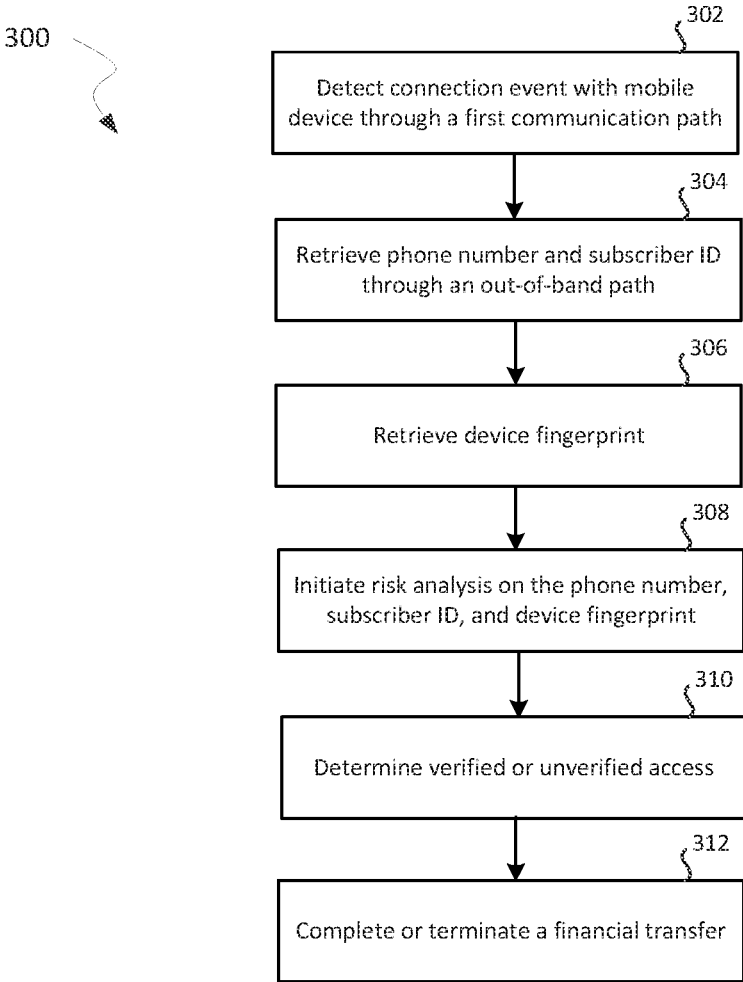 300
302
Detect connection event with mobile
device through a first communication path
304
Retrieve phone number and subscriber ID
through an out-of-band path
306
Retrieve device fingerprint
308
Initiate risk analysis on the phone number,
subscriber ID, and device fingerprint
310
Determine verified or unverified access
312
Complete or terminate a financial transfer